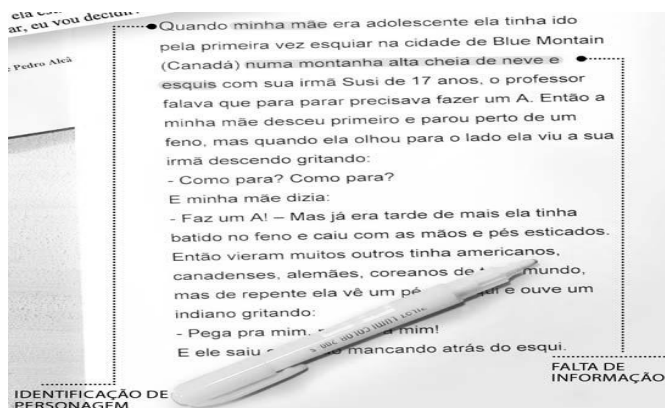 ar, eu vou decidir
Pedro Alcâ
Quando minha mãe era adolescente ela tinha ido
pela primeira vez esquiar na cidade de Blue Montain
(Canadá) numa montanha alta cheia de neve e
esquis com sua irmã Susi de 17 anos, o professor
falava que para parar precisava fazer um A. Então a
minha mãe desceu primeiro e parou perto de um
feno, mas quando ela olhou para o lado ela viu a sua
irmã descendo gritando:
- Como para? Como para?
E minha mãe dizia:
- Faz um A! – Mas já era tarde de mais ela tinha
batido no feno e caiu com as mãos e pés esticados.
Então vieram muitos outros tinha americanos,
canadenses, alemães, coreanos de mundo,
mas de repente ela vê um pé e ouve um
indiano gritando:
- Pega pra mim, mim!
E ele saiu mancando atrás do esqui.
PILOT LUMI COLOR 200
IDENTIFICAÇÃO DE
PERSONAGEM
FALTA DE
INFORMAÇÃO